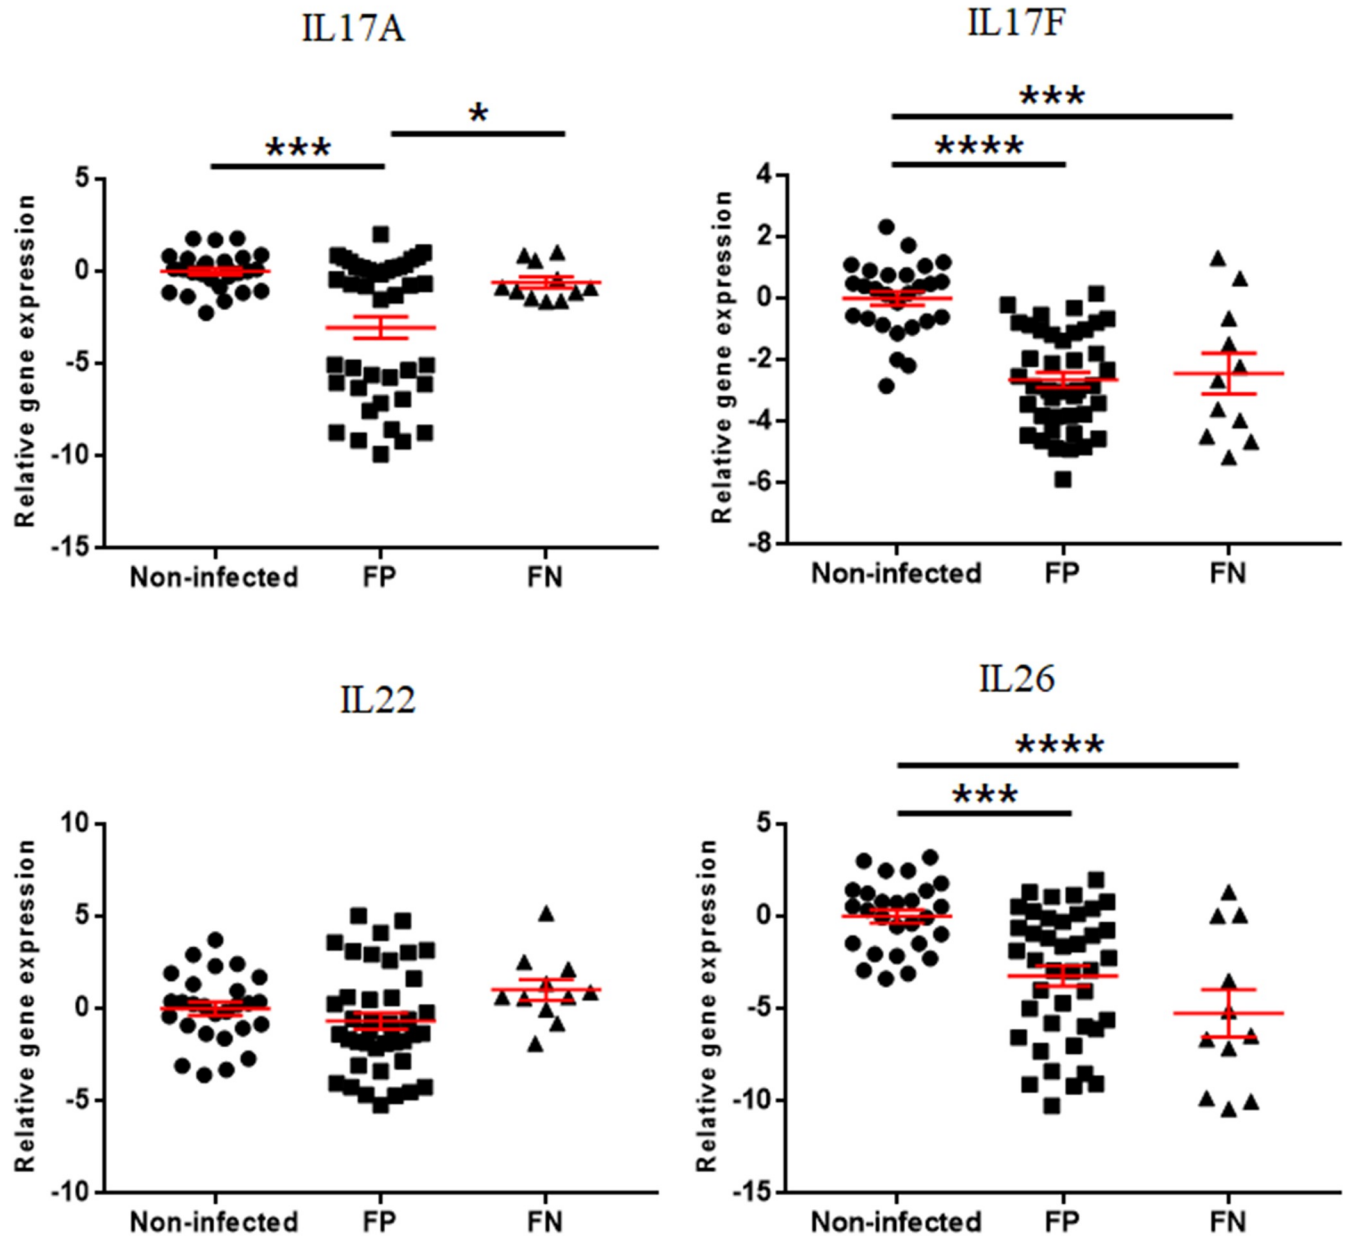 IL17A
***
*
Relative gene expression
5
0
-5
-10
-15
Non-infected FP FN
IL17F
***
****
Relative gene expression
4
2
0
-2
-4
-6
-8
Non-infected FP FN
IL22
Relative gene expression
10
5
0
-5
-10
Non-infected FP FN
IL26
****
***
Relative gene expression
5
0
-5
-10
-15
Non-infected FP FN